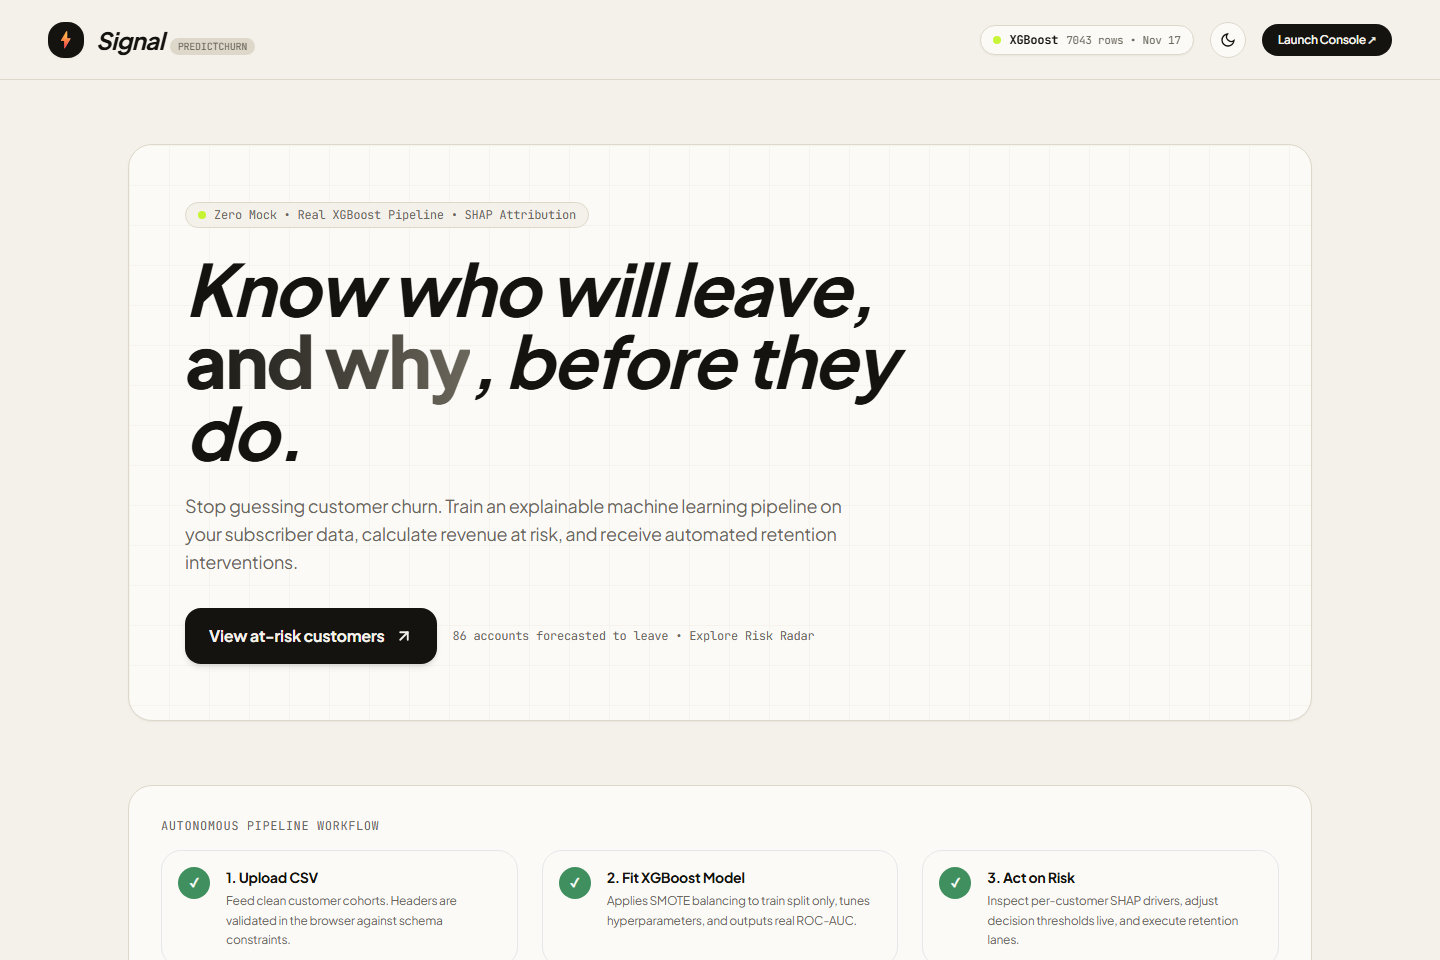 Signal PREDICTCHURN
XGBoost 7043 rows • Nov 17
Launch Console ↗
Zero Mock • Real XGBoost Pipeline • SHAP Attribution
Know who will leave,
and why, before they
do.
Stop guessing customer churn. Train an explainable machine learning pipeline on
your subscriber data, calculate revenue at risk, and receive automated retention
interventions.
View at-risk customers
86 accounts forecasted to leave • Explore Risk Radar
AUTONOMOUS PIPELINE WORKFLOW
1. Upload CSV
Feed clean customer cohorts. Headers are
validated in the browser against schema
constraints.
2. Fit XGBoost Model
Applies SMOTE balancing to train split only, tunes
hyperparameters, and outputs real ROC-AUC.
3. Act on Risk
Inspect per-customer SHAP drivers, adjust
decision thresholds live, and execute retention
lanes.